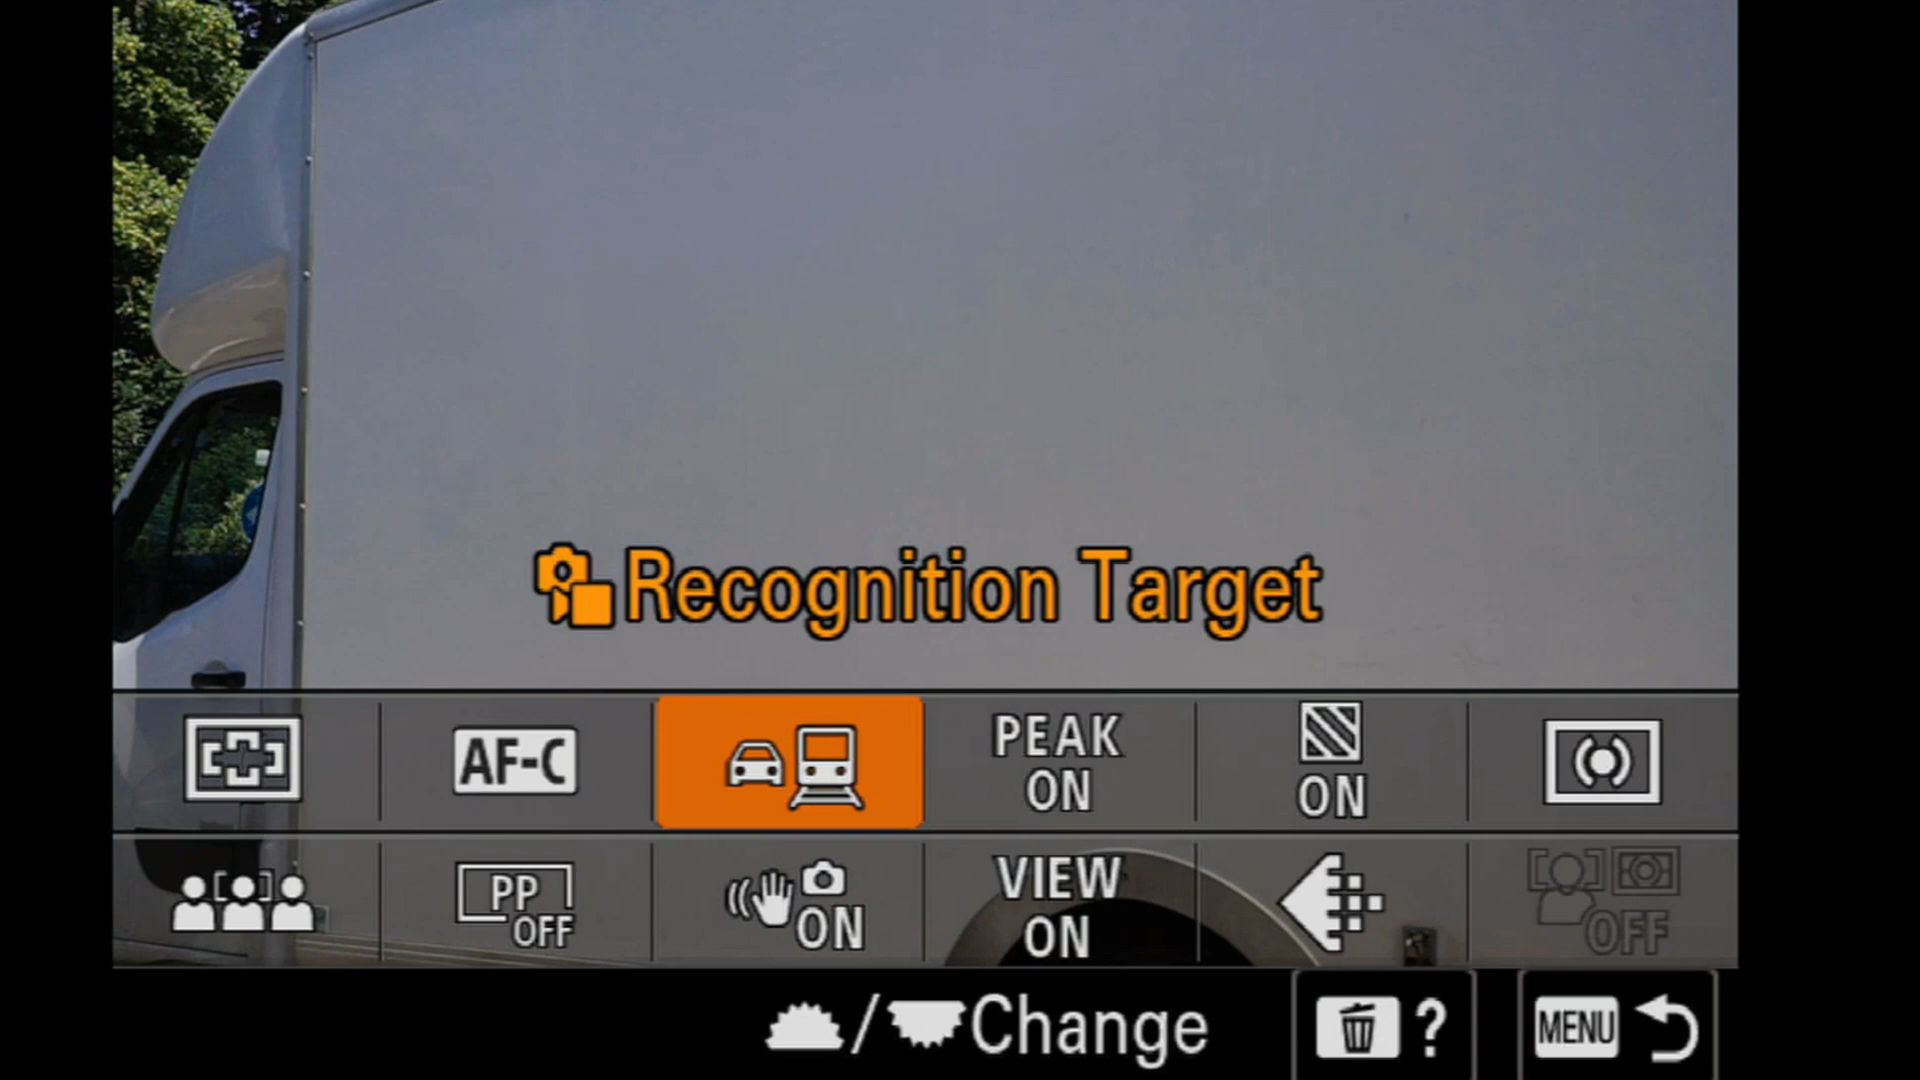 Recognition Target
AF-C
PEAK
ON
ON
PP
OFF
ON
VIEW
ON
OFF
/ Change
?
MENU